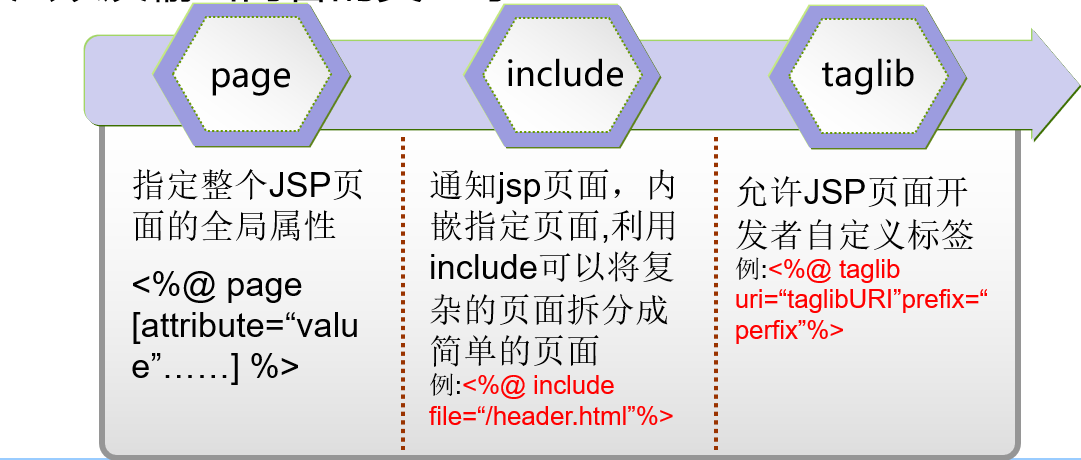 page
include
taglib
指定整个JSP页
面的全局属性
<%@ page
[attribute=“valu
e”……] %>
通知jsp页面，内
嵌指定页面,利用
include可以将复
杂的页面拆分成
简单的页面
例:<%@ include
file=“/header.html”%>
允许JSP页面开
发者自定义标签
例:<%@ taglib
uri=“taglibURI”prefix=“
perfix”%>